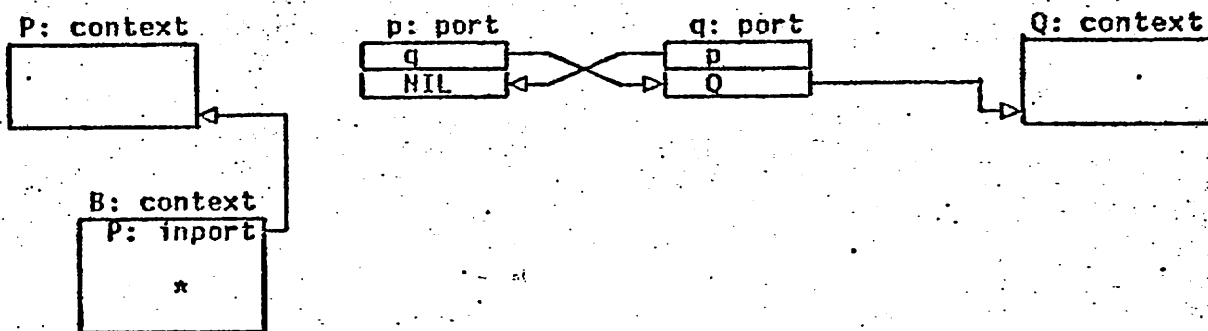 P: context
p: port
q: port
Q: context
q
p
NIL
Q
B: context
P: inport
*